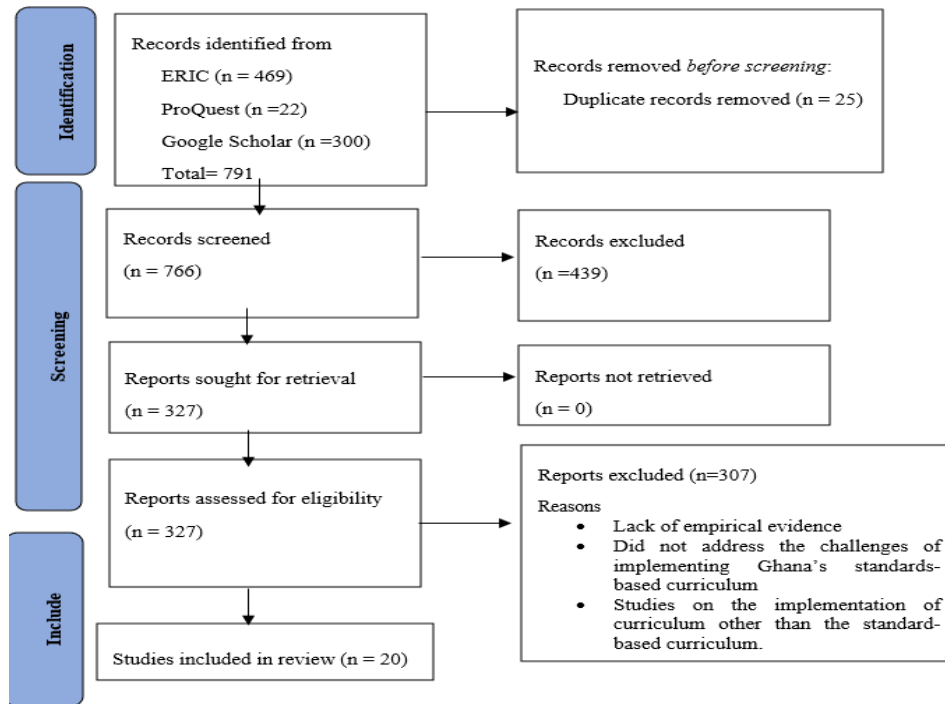 Identification
Records identified from
ERIC (n = 469)
ProQuest (n =22)
Google Scholar (n =300)
Total= 791
Records removed before screening:
Duplicate records removed (n = 25)
Screening
Records screened
(n = 766)
Records excluded
(n =439)
Reports sought for retrieval
(n = 327)
Reports not retrieved
(n = 0)
Reports assessed for eligibility
(n = 327)
Reports excluded (n=307)
Reasons
• Lack of empirical evidence
• Did not address the challenges of
implementing Ghana's standards-
based curriculum
• Studies on the implementation of
curriculum other than the standard-
based curriculum.
Include
Studies included in review (n = 20)